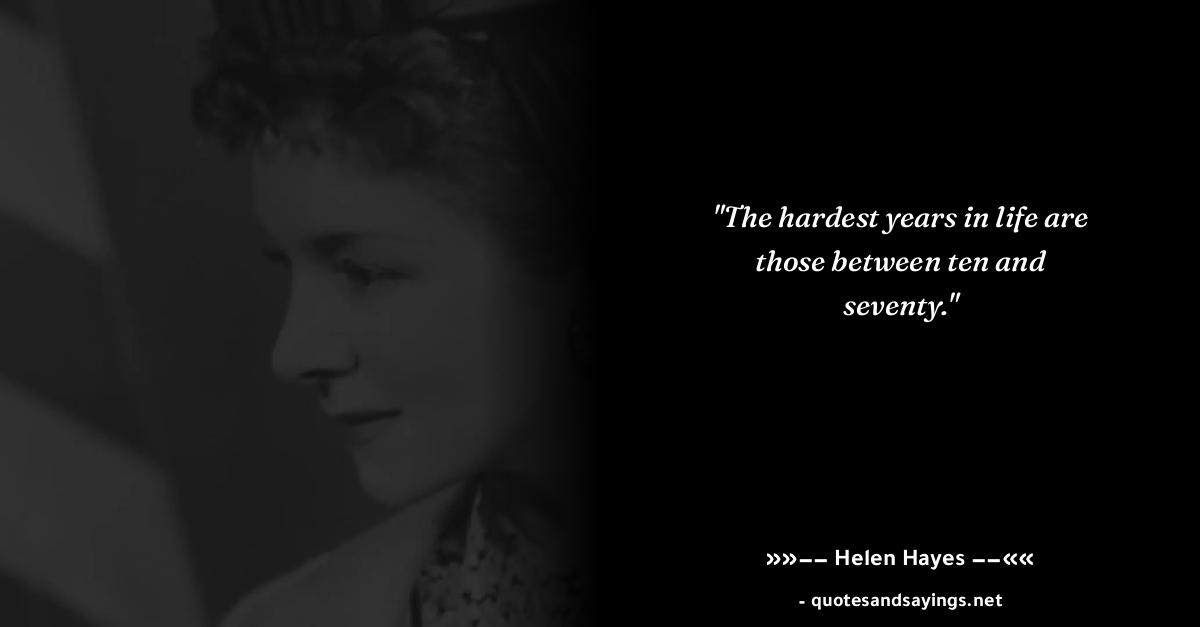 "The hardest years in life are
those between ten and
seventy."
»»−− Helen Hayes −−««
- quotesandsayings.net